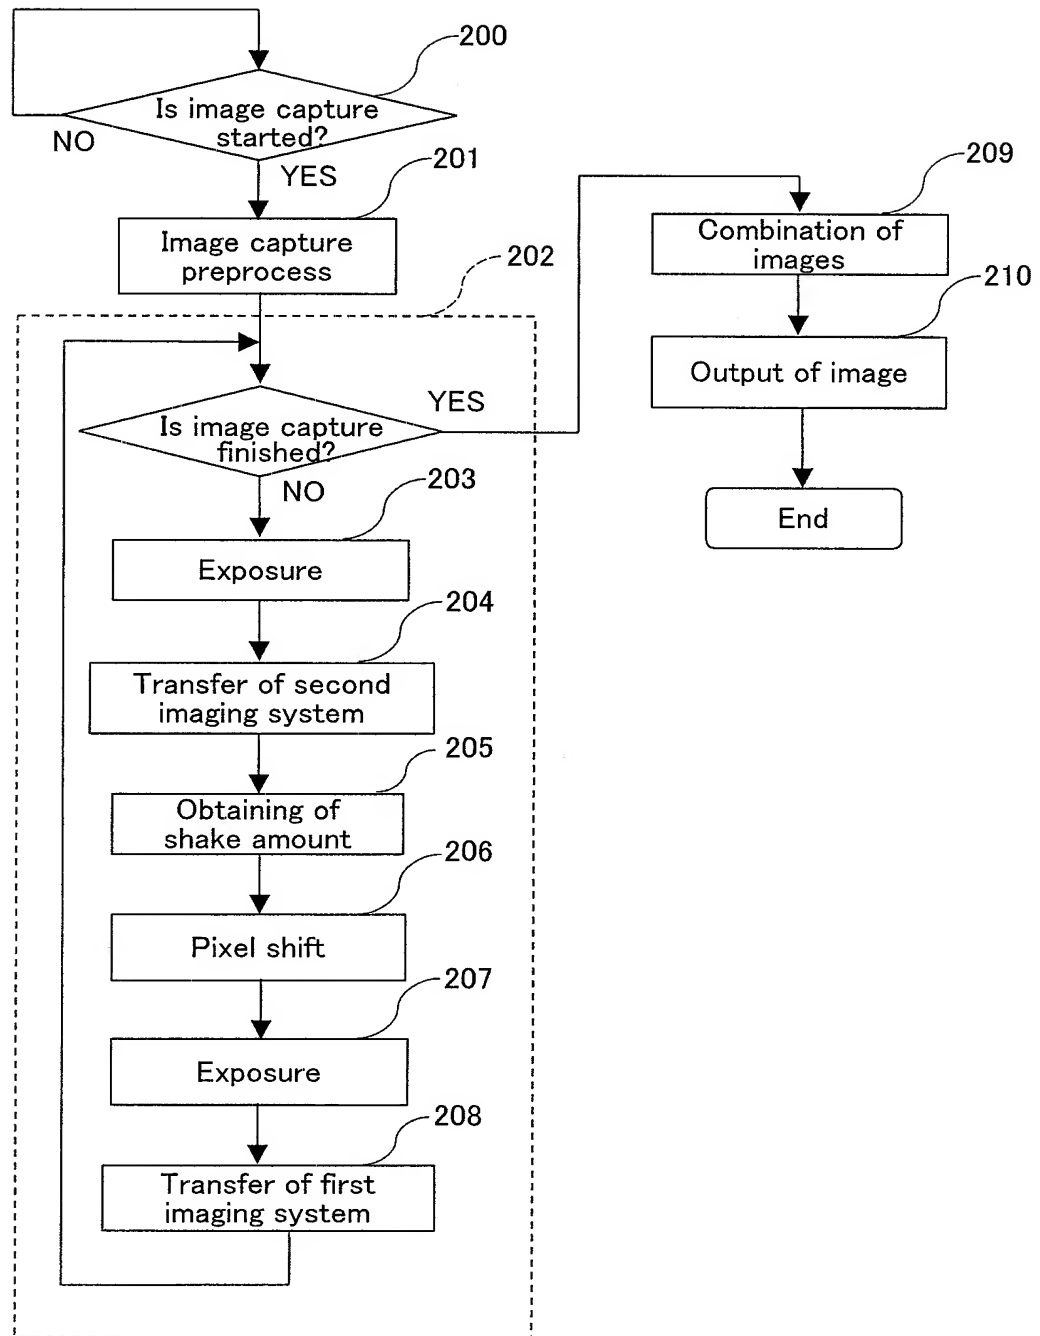 200
Is image capture
started?
NO
YES
201
Image capture
preprocess
202
Is image capture
finished?
YES
NO
203
Exposure
204
Transfer of second
imaging system
205
Obtaining of
shake amount
206
Pixel shift
207
Exposure
208
Transfer of first
imaging system
209
Combination of
images
210
Output of image
End